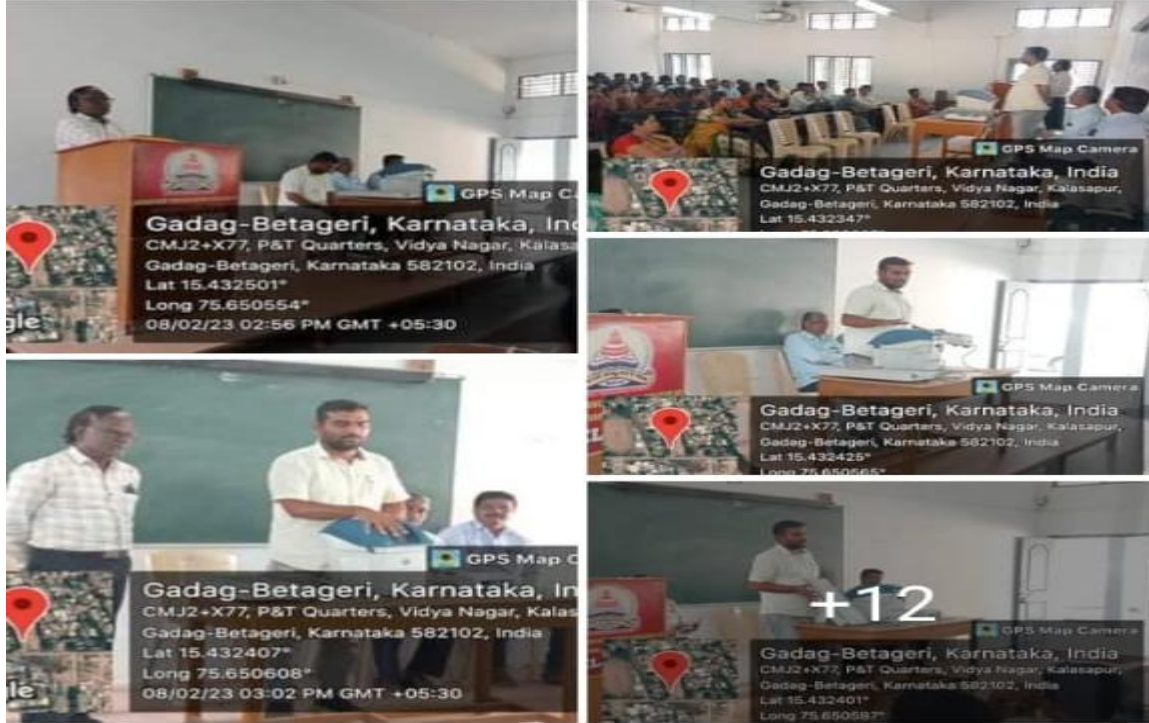 GPS Map C
Gadag-Betageri, Karnataka, In
CMJ2+X77, P&T Quarters, Vidya Nagar, Kalasa
Gadag-Betageri, Karnataka 582102, India
Lat 15.432501°
Long 75.650554°
08/02/23 02:56 PM GMT +05:30
gle
GPS Map Camera
Gadag-Betageri, Karnataka, India
CMJ2+X77, P&T Quarters, Vidya Nagar, Kalasapur,
Gadag-Betageri, Karnataka 582102, India
Lat 15.432347°
GPS Map Camera
Gadag-Betageri, Karnataka, India
CMJ2+X77, P&T Quarters, Vidya Nagar, Kalasapur,
Gadag-Betageri, Karnataka 582102, India
Lat 15.432425°
Long 75.650565°
GPS Map C
Gadag-Betageri, Karnataka, In
CMJ2+X77, P&T Quarters, Vidya Nagar, Kalas
Gadag-Betageri, Karnataka 582102, India
Lat 15.432407°
Long 75.650608°
08/02/23 03:02 PM GMT +05:30
gle
+12
GPS Map Camera
Gadag-Betageri, Karnataka, India
CMJ2+X77, P&T Quarters, Vidya Nagar, Kalasapur,
Gadag-Betageri, Karnataka 582102, India
Lat 15.432401°
Long 75.650587°